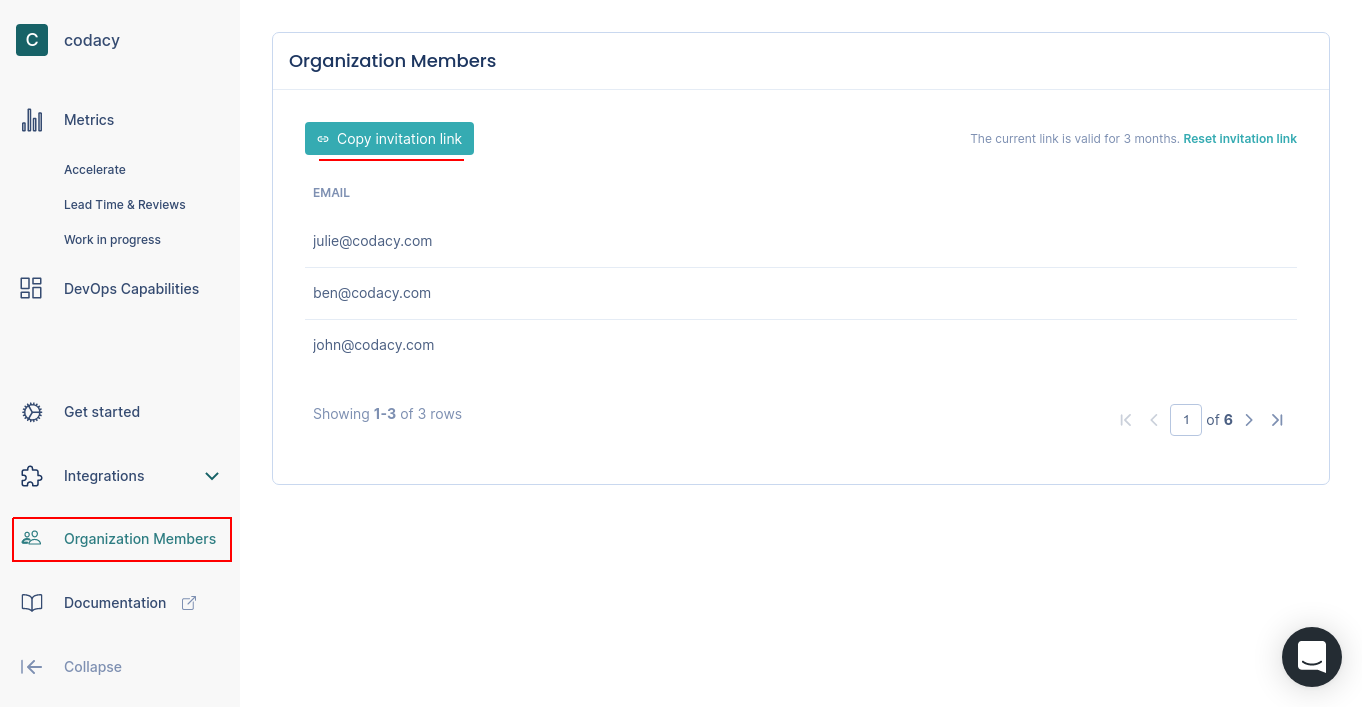 C codacy
Metrics
Accelerate
Lead Time & Reviews
Work in progress
DevOps Capabilities
Get started
Integrations
Organization Members
Documentation
Collapse
Organization Members
Copy invitation link
The current link is valid for 3 months. Reset invitation link
EMAIL
julie@codacy.com
ben@codacy.com
john@codacy.com
Showing 1-3 of 3 rows
1 of 6